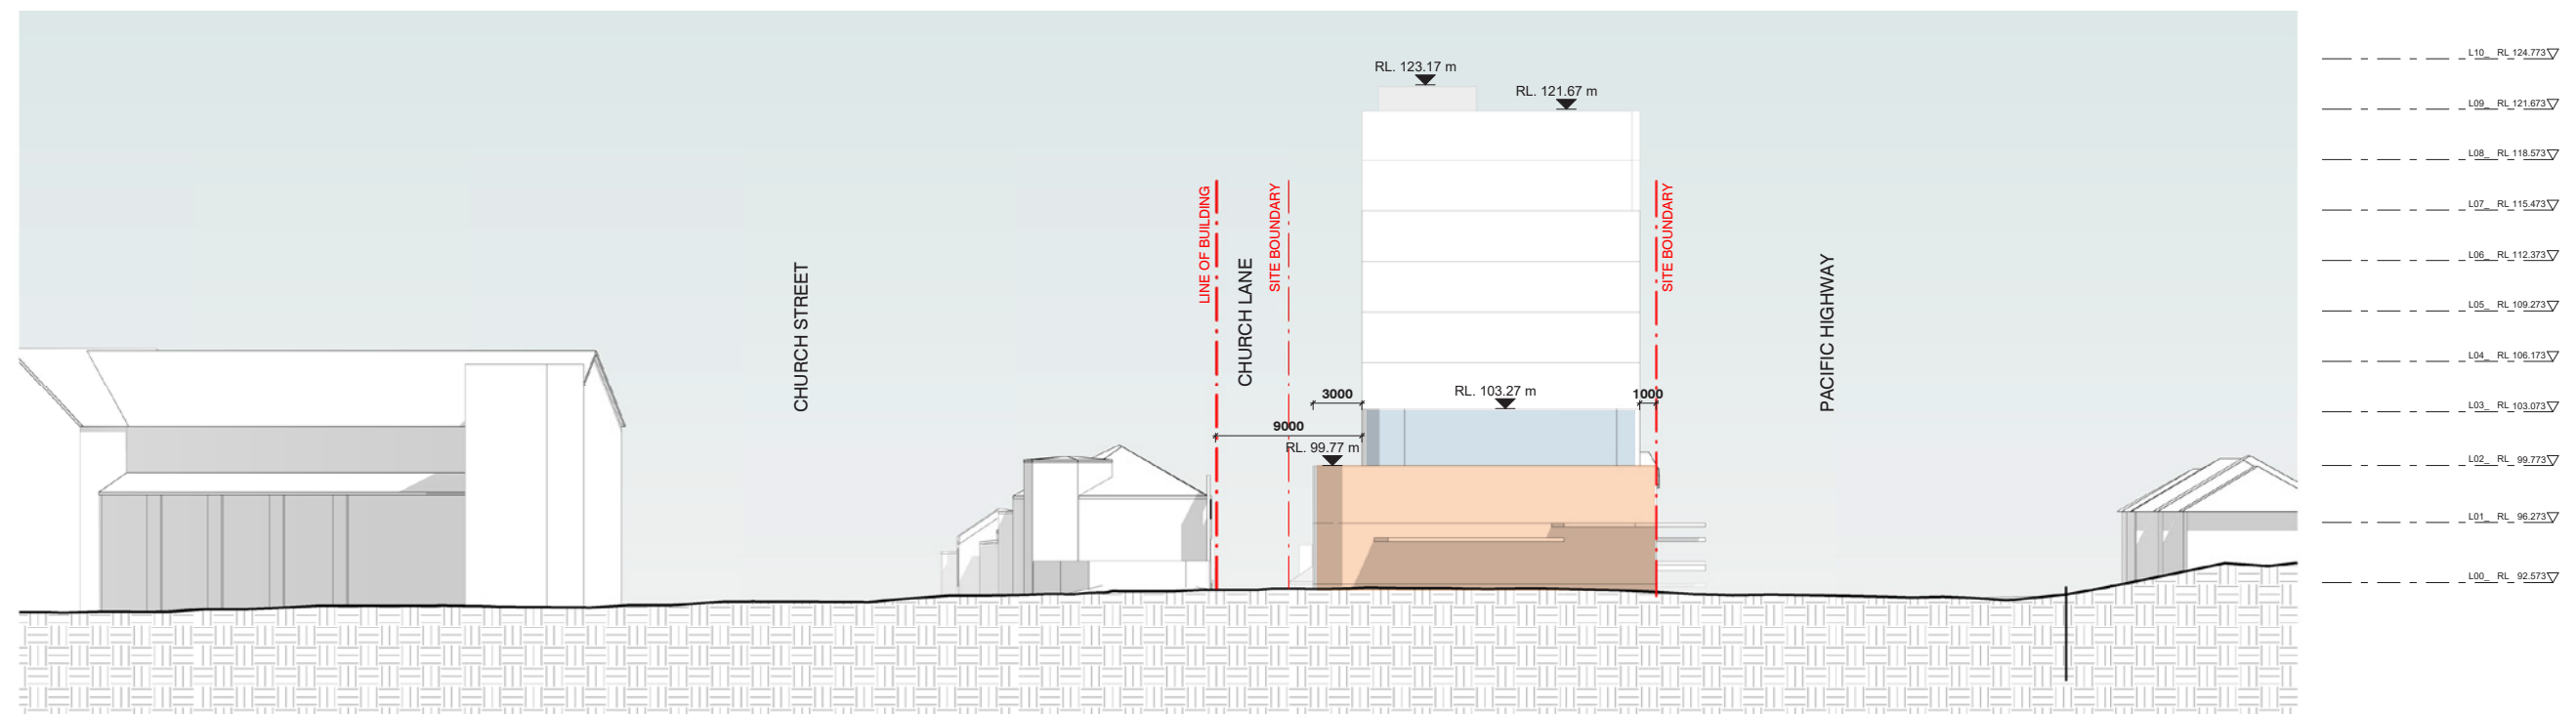 L10_ RL 124.773
RL. 123.17 m
RL. 121.67 m
L09_ RL 121.673
L08_ RL 118.573
LINE OF BUILDING
SITE BOUNDARY
SITE BOUNDARY
L07_ RL 115.473
CHURCH STREET
CHURCH LANE
PACIFIC HIGHWAY
L06_ RL 112.373
L05_ RL 109.273
L04_ RL 106.173
3000
RL. 103.27 m
1000
L03_ RL 103.073
9000
RL. 99.77 m
L02_ RL 99.773
L01_ RL 96.273
L00_ RL 92.573